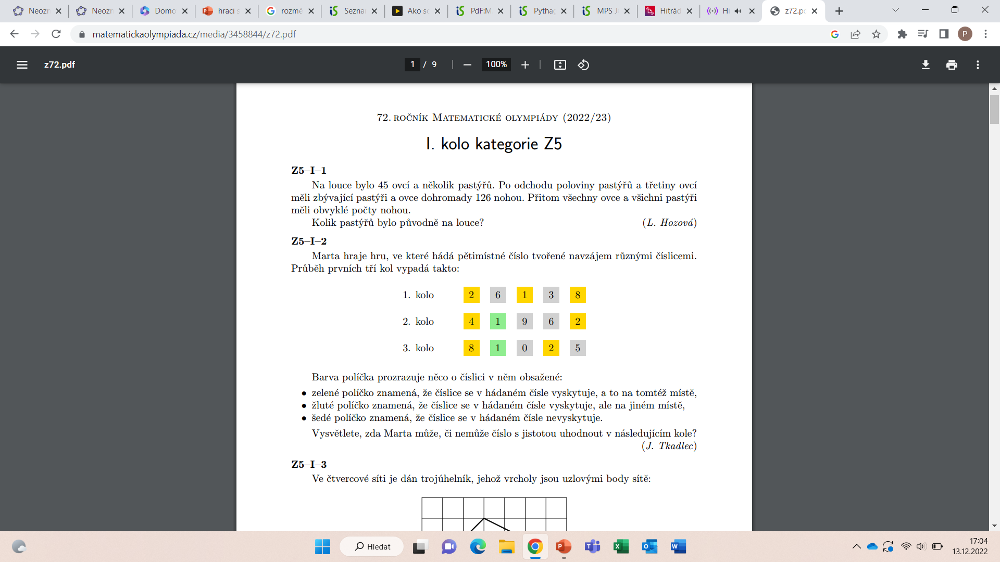 Neozn
Neozn
Domo
hraci s
rozmě
Sezna
Ako so
PdF:M
Pythag
MPS J
Hitrád
Hi
z72.pd
matematickaolympiada.cz/media/3458844/z72.pdf
P
z72.pdf
1 / 9
100%
72. ROČNÍK MATEMATICKÉ OLYMPIÁDY (2022/23)
I. kolo kategorie Z5
Z5–I–1
Na louce bylo 45 ovcí a několik pastýřů. Po odchodu poloviny pastýřů a třetiny ovcí
měli zbývající pastýři a ovce dohromady 126 nohou. Přitom všechny ovce a všichni pastýři
měli obvyklé počty nohou.
Kolik pastýřů bylo původně na louce? (L. Hozová)
Z5–I–2
Marta hraje hru, ve které hádá pětimístné číslo tvořené navzájem různými číslicemi.
Průběh prvních tří kol vypadá takto:
1. kolo 2 6 1 3 8
2. kolo 4 1 9 6 2
3. kolo 8 1 0 2 5
Barva políčka prozrazuje něco o číslici v něm obsažené:
• zelené políčko znamená, že číslice se v hádaném čísle vyskytuje, a to na tomtéž místě,
• žluté políčko znamená, že číslice se v hádaném čísle vyskytuje, ale na jiném místě,
• šedé políčko znamená, že číslice se v hádaném čísle nevyskytuje.
Vysvětlete, zda Marta může, či nemůže číslo s jistotou uhodnout v následujícím kole?
(J. Tkadlec)
Z5–I–3
Ve čtvercové síti je dán trojúhelník, jehož vrcholy jsou uzlovými body sítě:
Hledat
17:04
13.12.2022